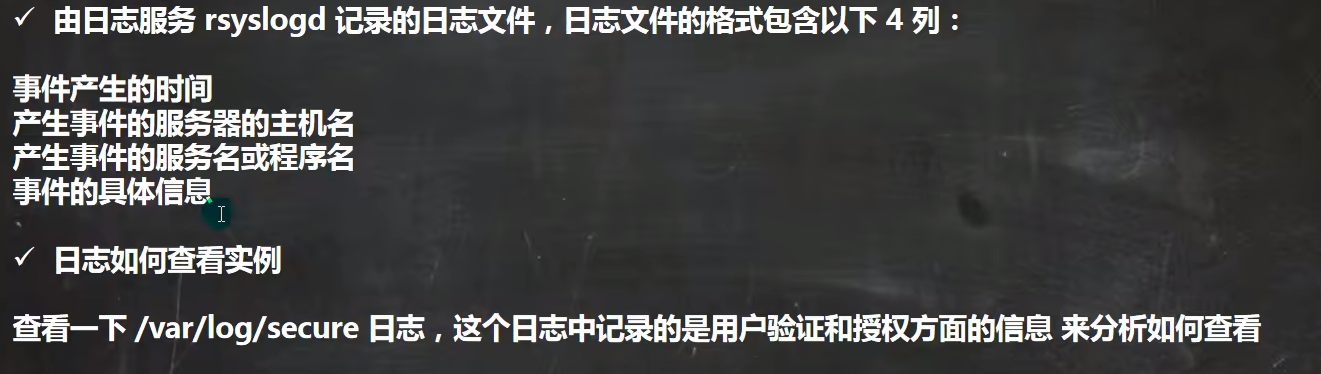 ✓ 由日志服务 rsyslogd 记录的日志文件，日志文件的格式包含以下 4 列：
事件产生的时间
产生事件的服务器的主机名
产生事件的服务名或程序名
事件的具体信息
✓ 日志如何查看实例
查看一下 /var/log/secure 日志，这个日志中记录的是用户验证和授权方面的信息 来分析如何查看